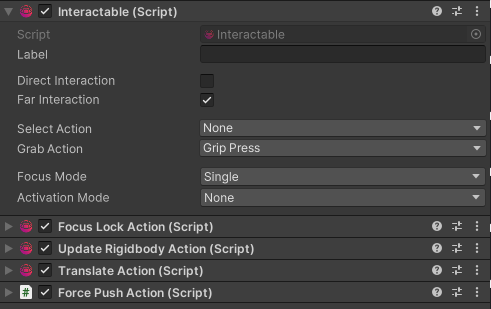 Interactable (Script)
Script Interactable
Label
Direct Interaction
Far Interaction
Select Action None
Grab Action Grip Press
Focus Mode Single
Activation Mode None
Focus Lock Action (Script)
Update Rigidbody Action (Script)
Translate Action (Script)
# Force Push Action (Script)